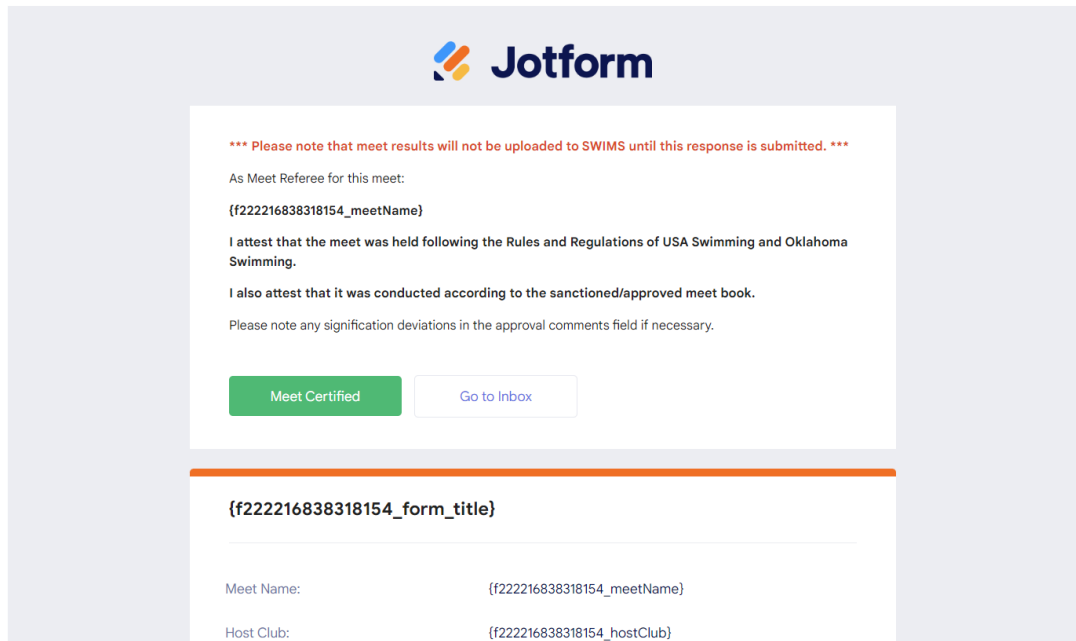 Jotform
*** Please note that meet results will not be uploaded to SWIMS until this response is submitted. ***
As Meet Referee for this meet:
{f222216838318154_meetName}
I attest that the meet was held following the Rules and Regulations of USA Swimming and Oklahoma
Swimming.
I also attest that it was conducted according to the sanctioned/approved meet book.
Please note any signification deviations in the approval comments field if necessary.
Meet Certified
Go to Inbox
{f222216838318154_form_title}
Meet Name:
{f222216838318154_meetName}
Host Club:
{f222216838318154_hostClub}